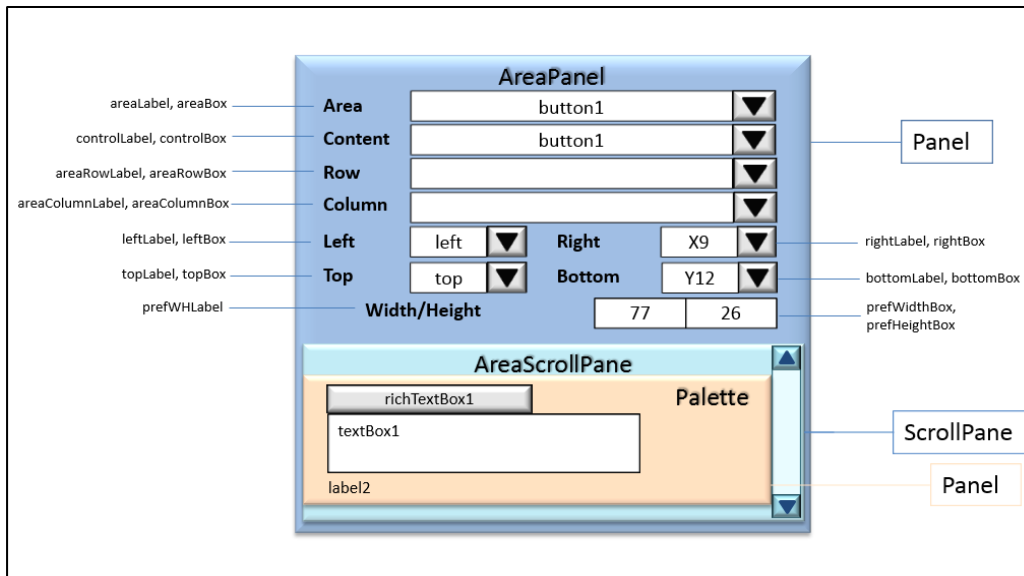 AreaPanel
areaLabel, areaBox
Area
button1
controlLabel, controlBox
Content
button1
Panel
areaRowLabel, areaRowBox
Row
areaColumnLabel, areaColumnBox
Column
leftLabel, leftBox
Left
left
Right
X9
rightLabel, rightBox
topLabel, topBox
Top
top
Bottom
Y12
bottomLabel, bottomBox
prefWHLabel
Width/Height
77
26
prefWidthBox,
prefHeightBox
AreaScrollPane
richTextBox1
Palette
textBox1
ScrollPane
label2
Panel